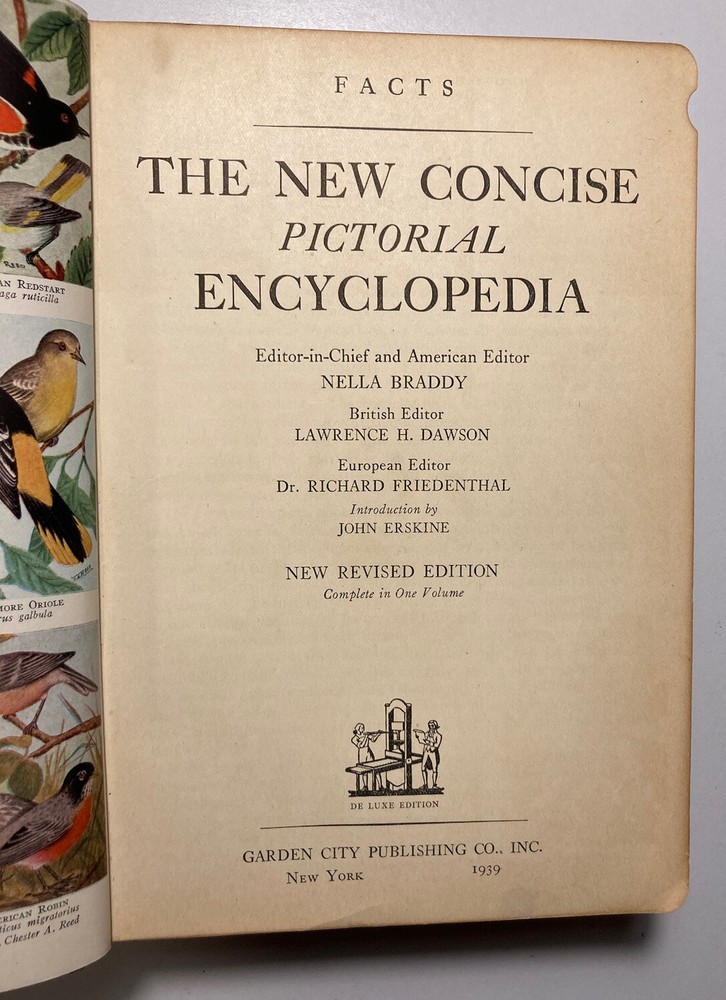 AN REDSTART
aga ruticilla
MORE ORIOLE
rus galbula
ERICAN ROBIN
ticus migratorius
Chester A. Reed
FACTS
THE NEW CONCISE
PICTORIAL
ENCYCLOPEDIA
Editor-in-Chief and American Editor
NELLA BRADDY
British Editor
LAWRENCE H. DAWSON
European Editor
Dr. RICHARD FRIEDENTHAL
Introduction by
JOHN ERSKINE
NEW REVISED EDITION
Complete in One Volume
DE LUXE EDITION
GARDEN CITY PUBLISHING CO., INC.
NEW YORK 1939